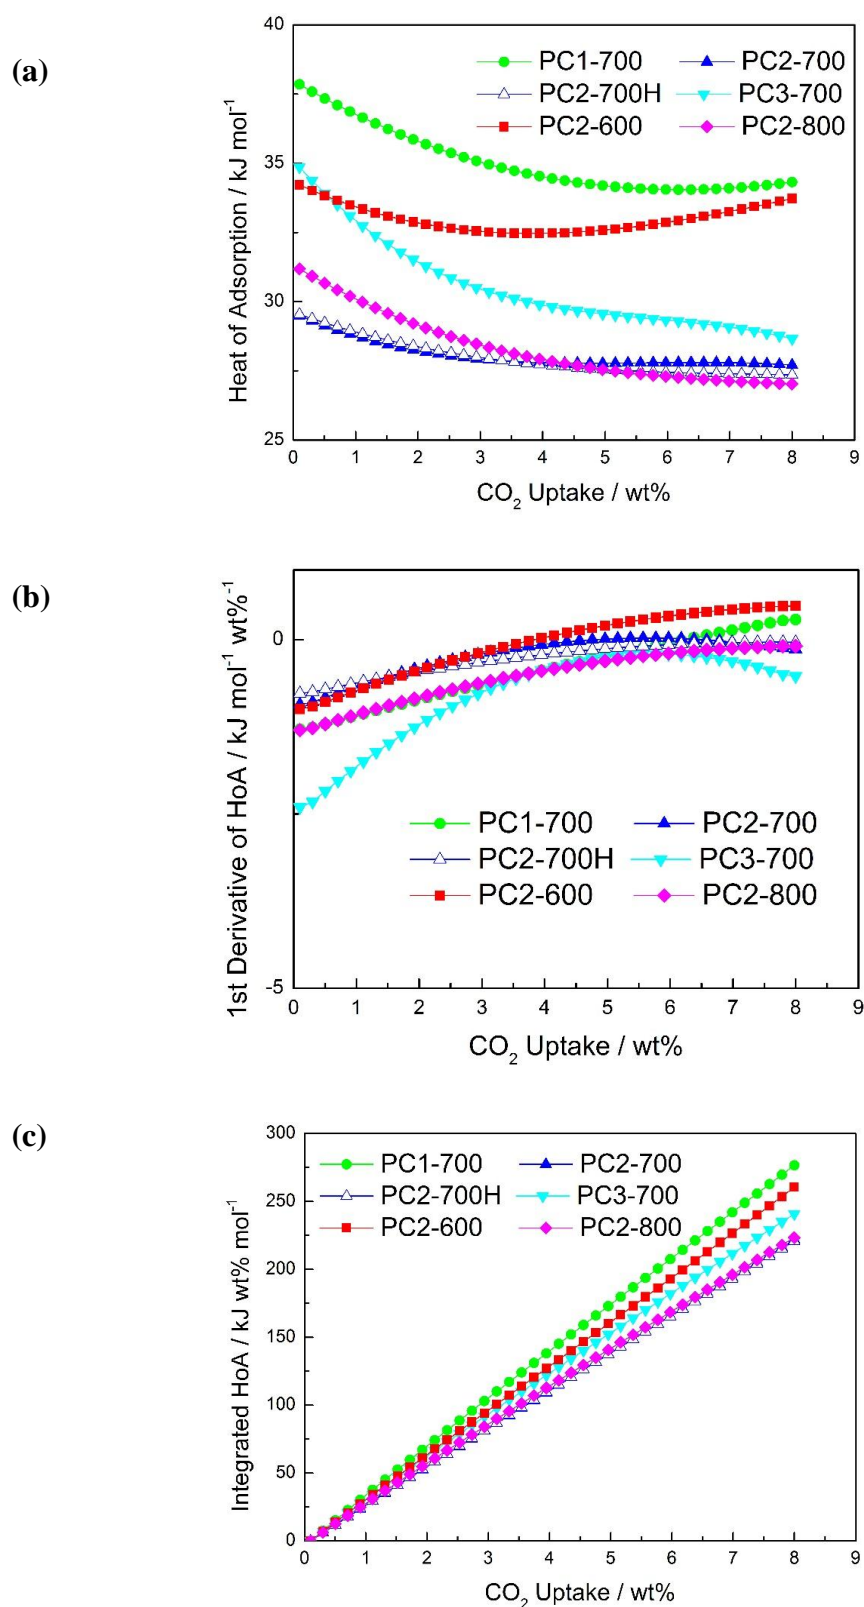 (a)
40
35
30
25
Heat of Adsorption / kJ mol⁻¹
PC1-700 PC2-700
PC2-700H PC3-700
PC2-600 PC2-800
0 1 2 3 4 5 6 7 8 9
CO₂ Uptake / wt%
(b)
0
-5
1st Derivative of HoA / kJ mol⁻¹ wt%⁻¹
PC1-700 PC2-700
PC2-700H PC3-700
PC2-600 PC2-800
0 1 2 3 4 5 6 7 8 9
CO₂ Uptake / wt%
(c)
300
250
200
150
100
50
0
Integrated HoA / kJ wt% mol⁻¹
PC1-700 PC2-700
PC2-700H PC3-700
PC2-600 PC2-800
0 1 2 3 4 5 6 7 8 9
CO₂ Uptake / wt%